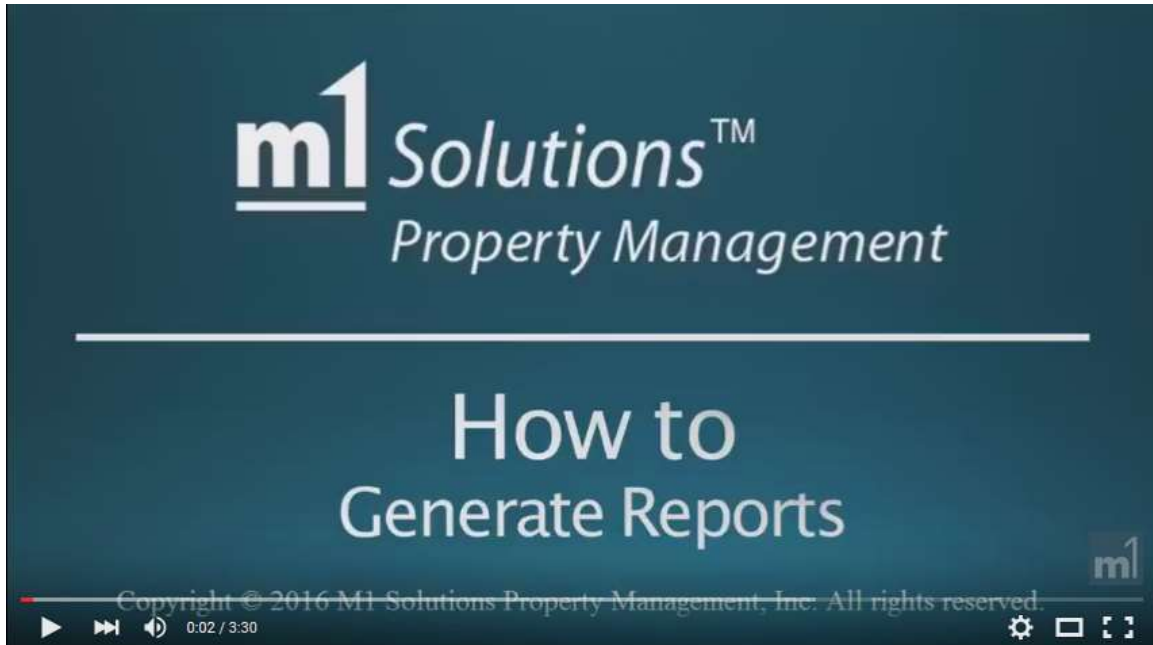 m1 Solutions™
Property Management
How to
Generate Reports
m1
Copyright © 2016 M1 Solutions Property Management, Inc. All rights reserved.
0:02 / 3:30